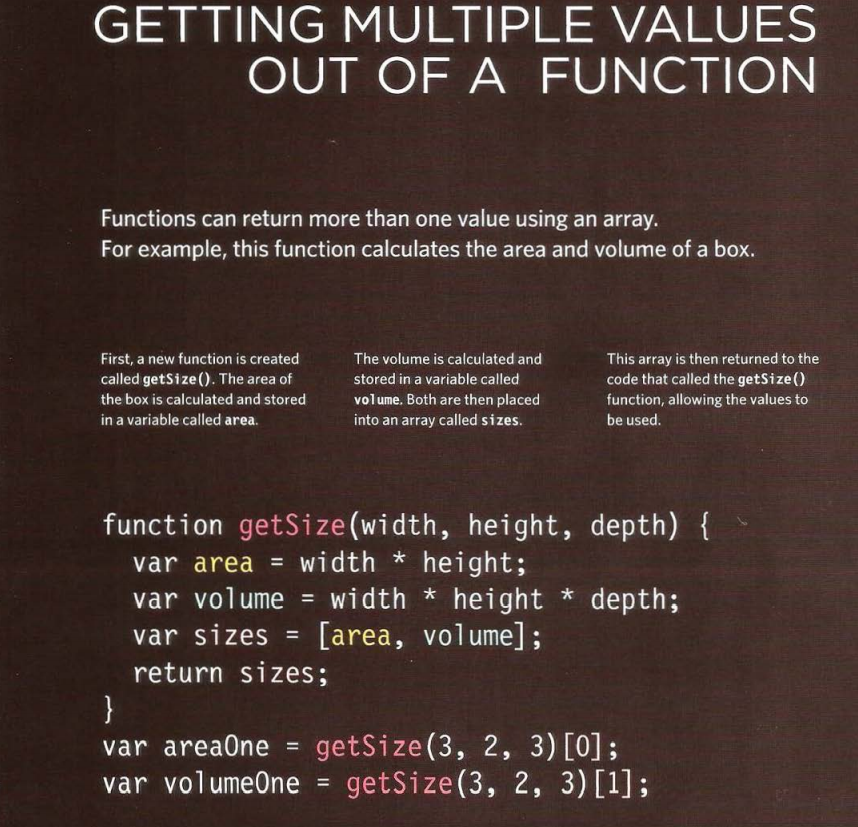 GETTING MULTIPLE VALUES
OUT OF A FUNCTION
Functions can return more than one value using an array.
For example, this function calculates the area and volume of a box.
First, a new function is created
called getSize(). The area of
the box is calculated and stored
in a variable called area.
The volume is calculated and
stored in a variable called
volume. Both are then placed
into an array called sizes.
This array is then returned to the
code that called the getSize()
function, allowing the values to
be used.
function getSize(width, height, depth) {
  var area = width * height;
  var volume = width * height * depth;
  var sizes = [area, volume];
  return sizes;
}
var areaOne = getSize(3, 2, 3)[0];
var volumeOne = getSize(3, 2, 3)[1];